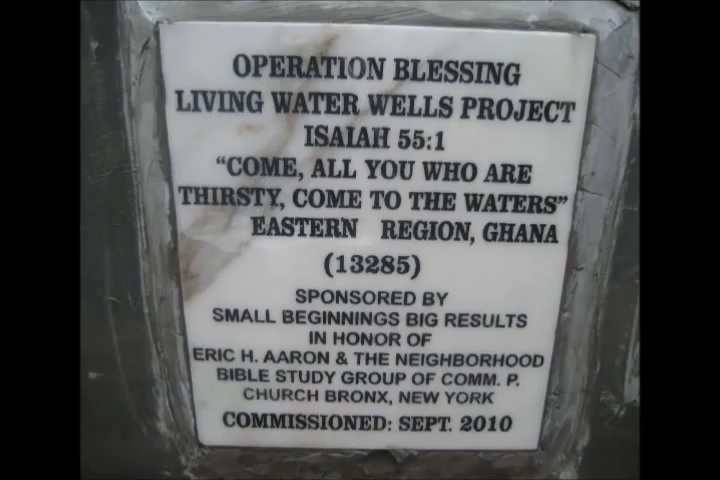 OPERATION BLESSING
LIVING WATER WELLS PROJECT
ISAIAH 55:1
“COME, ALL YOU WHO ARE
THIRSTY, COME TO THE WATERS”
EASTERN REGION, GHANA
(13285)
SPONSORED BY
SMALL BEGINNINGS BIG RESULTS
IN HONOR OF
ERIC H. AARON & THE NEIGHBORHOOD
BIBLE STUDY GROUP OF COMM. P.
CHURCH BRONX, NEW YORK
COMMISSIONED: SEPT. 2010